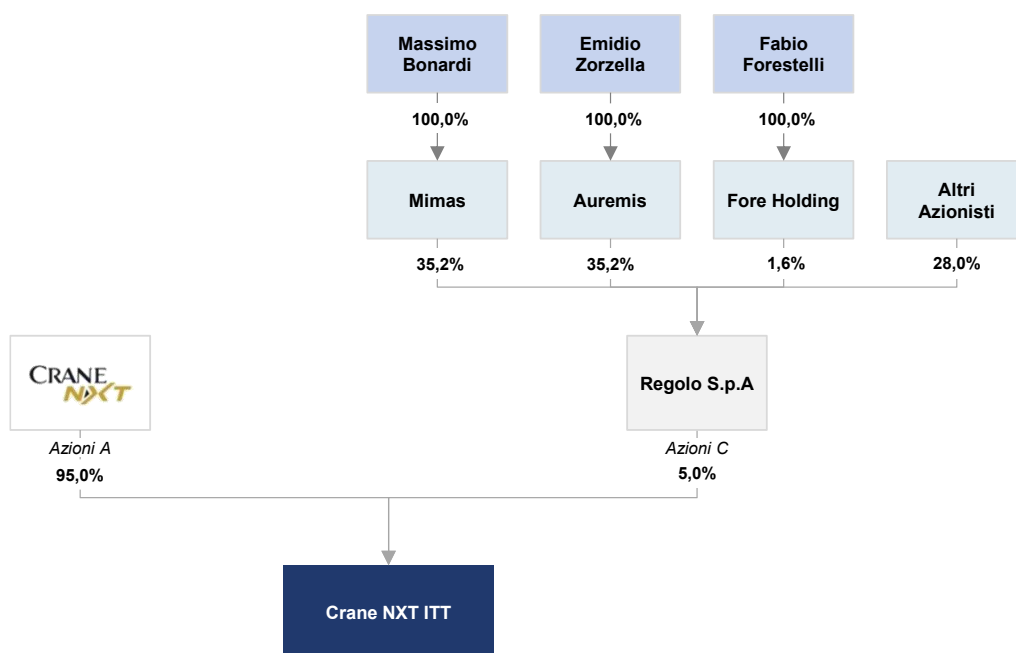 Massimo
Bonardi
Emidio
Zorzella
Fabio
Forestelli
100,0%
100,0%
100,0%
Mimas
Auremis
Fore Holding
Altri
Azionisti
35,2%
35,2%
1,6%
28,0%
CRANE
NXT
Regolo S.p.A
Azioni A
95,0%
Azioni C
5,0%
Crane NXT ITT